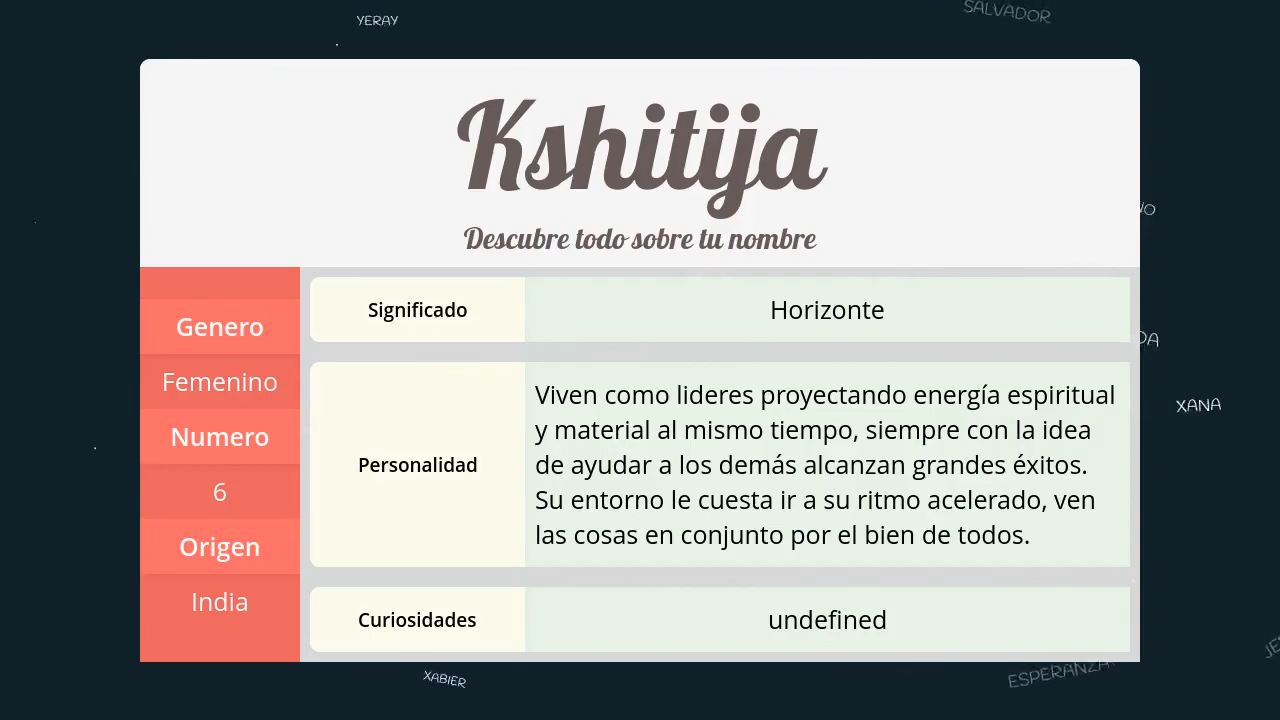 YERAY
SALVADOR
Kshitija
Descubre todo sobre tu nombre
Genero
Femenino
Numero
6
Origen
India
Significado
Horizonte
Personalidad
Viven como lideres proyectando energía espiritual
y material al mismo tiempo, siempre con la idea
de ayudar a los demás alcanzan grandes éxitos.
Su entorno le cuesta ir a su ritmo acelerado, ven
las cosas en conjunto por el bien de todos.
Curiosidades
undefined
XANA
XABIER
ESPERANZA